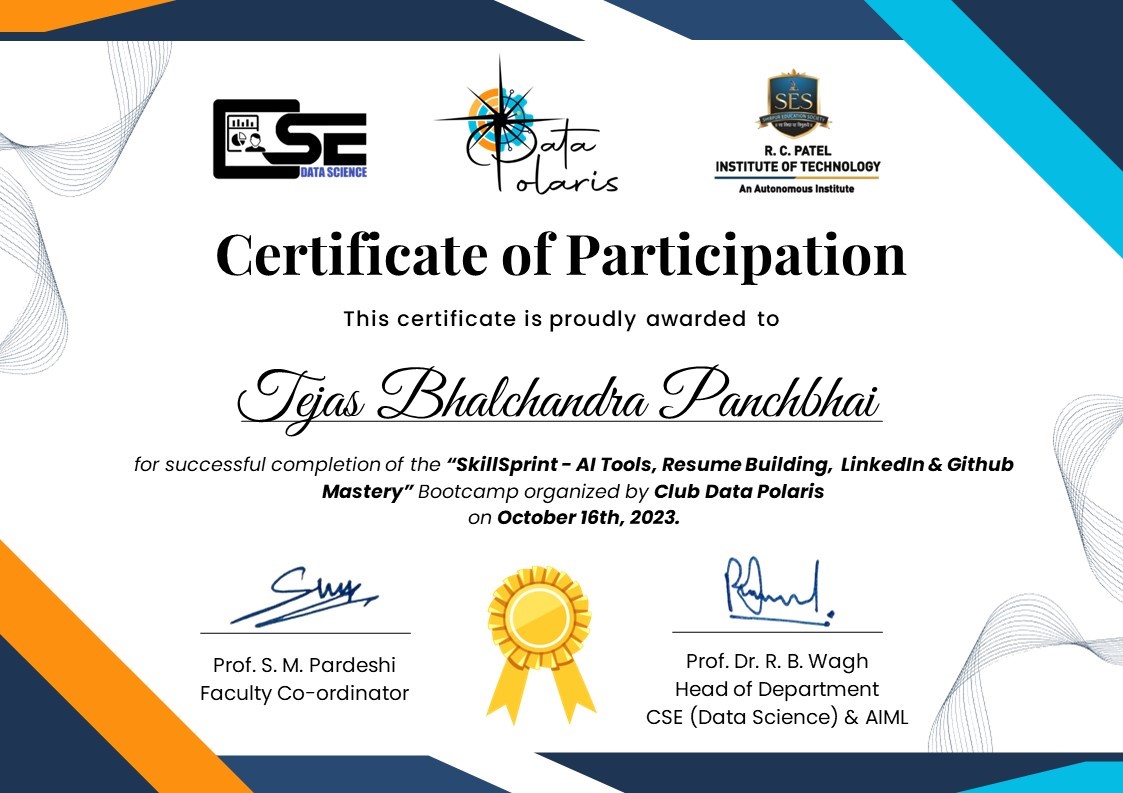 CSE
DATA SCIENCE
Data
Polaris
SES
SHIRPUR EDUCATION SOCIETY
R. C. PATEL
INSTITUTE OF TECHNOLOGY
An Autonomous Institute
Certificate of Participation
This certificate is proudly awarded to
Tejas Bhalchandra Panchbhai
for successful completion of the “SkillSprint - AI Tools, Resume Building, LinkedIn & Github
Mastery” Bootcamp organized by Club Data Polaris
on October 16th, 2023.
Prof. S. M. Pardeshi
Faculty Co-ordinator
Prof. Dr. R. B. Wagh
Head of Department
CSE (Data Science) & AIML